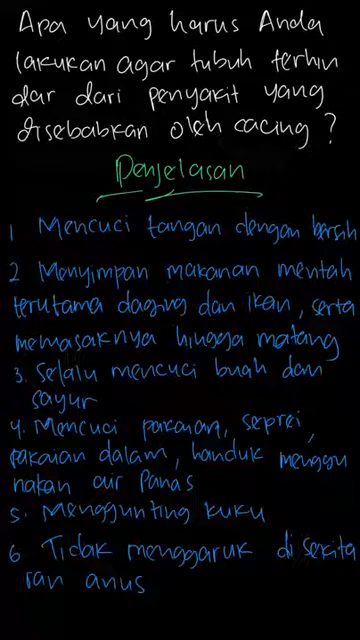 Apa yang harus Anda
lakukan agar tubuh terhin
dar dari penyakit yang
disebabkan oleh cacing?
Penjelasan
1 Mencuci tangan dengan bersih
2 Menyimpan makanan mentah
terutama daging dan ikan, serta
memasaknya hingga matang
3. Selalu mencuci buah dan
sayur
4. Mencuci pakaian, seprei,
pakaian dalam, handuk menggu
nakan air panas
5. Menggunting kuku
6 Tidak menggaruk di sekita
ran anus